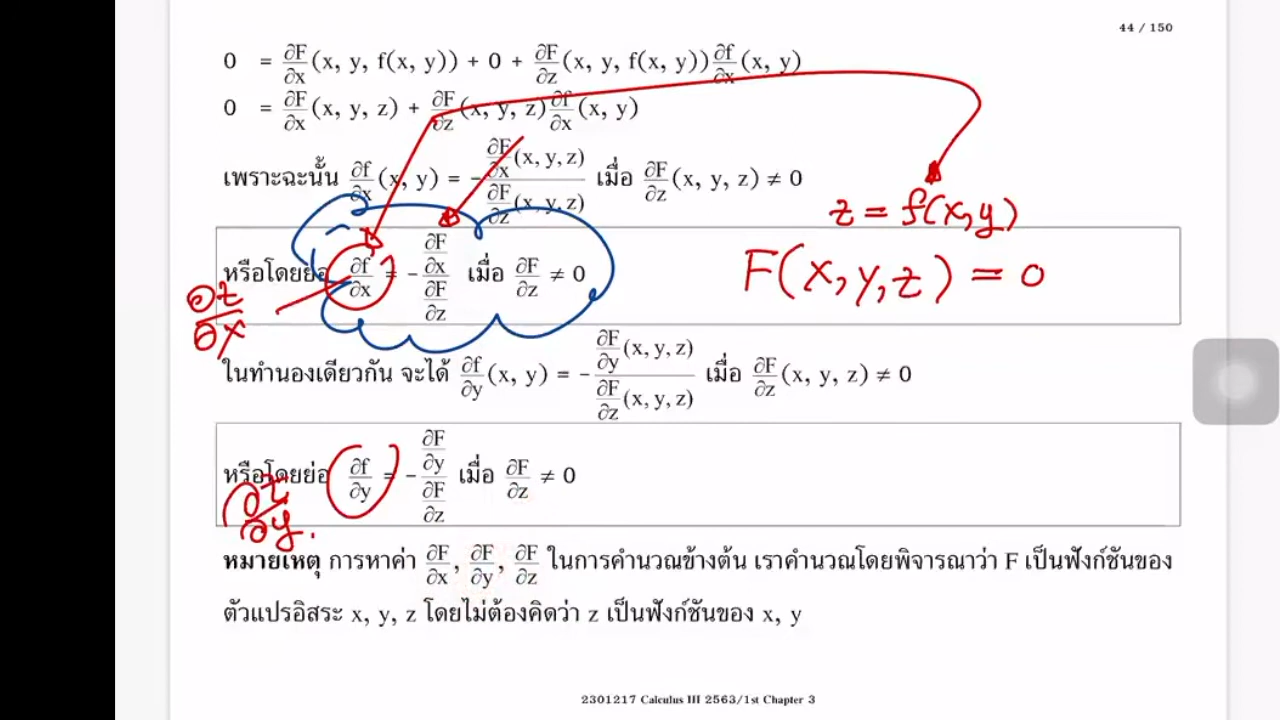 44 / 150
0 = ∂F/∂x (x, y, f(x, y)) + 0 + ∂F/∂z (x, y, f(x, y)) ∂f/∂x (x, y)
0 = ∂F/∂x (x, y, z) + ∂F/∂z (x, y, z) ∂f/∂x (x, y)
เพราะฉะนั้น ∂f/∂x (x, y) = - (∂F/∂x (x, y, z)) / (∂F/∂z (x, y, z)) เมื่อ ∂F/∂z (x, y, z) ≠ 0
z = f(x,y)
F(x,y,z) = 0
หรือโดยย่อ ∂f/∂x = - (∂F/∂x) / (∂F/∂z) เมื่อ ∂F/∂z ≠ 0
∂z/∂x
ในทำนองเดียวกัน จะได้ ∂f/∂y (x, y) = - (∂F/∂y (x, y, z)) / (∂F/∂z (x, y, z)) เมื่อ ∂F/∂z (x, y, z) ≠ 0
หรือโดยย่อ ∂f/∂y = - (∂F/∂y) / (∂F/∂z) เมื่อ ∂F/∂z ≠ 0
∂z/∂y.
หมายเหตุ การหาค่า ∂F/∂x, ∂F/∂y, ∂F/∂z ในการคำนวณข้างต้น เราคำนวณโดยพิจารณาว่า F เป็นฟังก์ชันของ
ตัวแปรอิสระ x, y, z โดยไม่ต้องคิดว่า z เป็นฟังก์ชันของ x, y
2301217 Calculus III 2563/1st Chapter 3